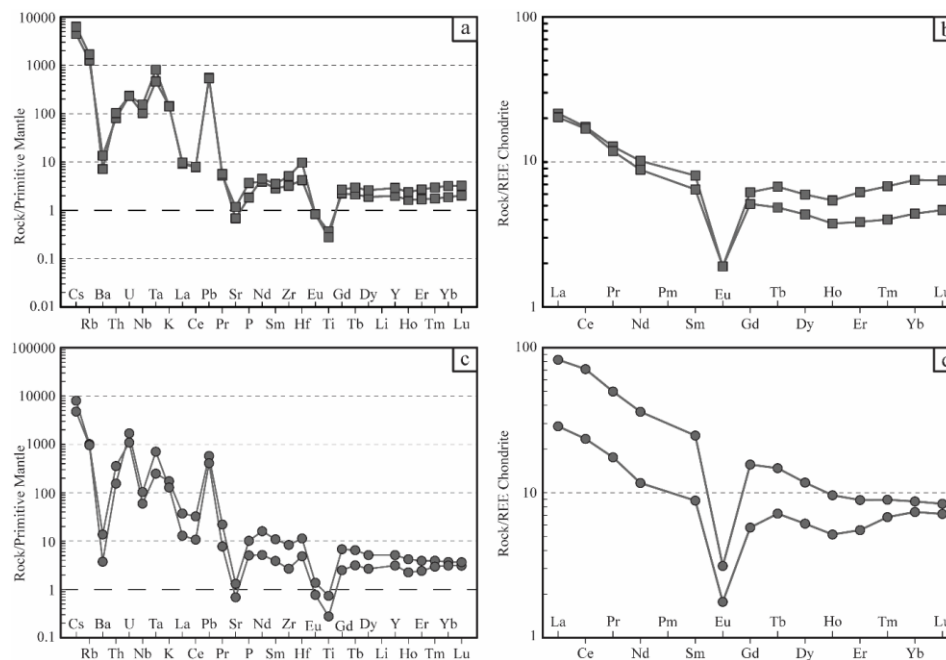 a
10000
1000
100
10
1
0.1
0.01
Rock/Primitive Mantle
Cs Ba U Ta La Pb Sr Nd Zr Eu Gd Dy Y Er Yb
Rb Th Nb K Ce Pr P Sm Hf Ti Tb Li Ho Tm Lu
b
100
10
1
Rock/REE Chondrite
La Pr Pm Eu Tb Ho Tm Lu
Ce Nd Sm Gd Dy Er Yb
c
100000
10000
1000
100
10
1
0.1
Rock/Primitive Mantle
Cs Ba U Ta La Pb Sr Nd Zr Eu Gd Dy Y Er Yb
Rb Th Nb K Ce Pr P Sm Hf Ti Tb Li Ho Tm Lu
d
100
10
1
Rock/REE Chondrite
La Pr Pm Eu Tb Ho Tm Lu
Ce Nd Sm Gd Dy Er Yb